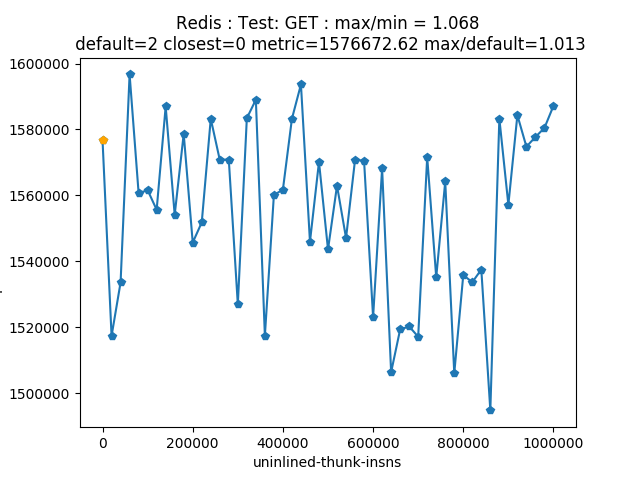 Redis : Test: GET : max/min = 1.068
default=2 closest=0 metric=1576672.62 max/default=1.013
1600000
1580000
1560000
1540000
1520000
1500000
0 200000 400000 600000 800000 1000000
uninlined-thunk-insns